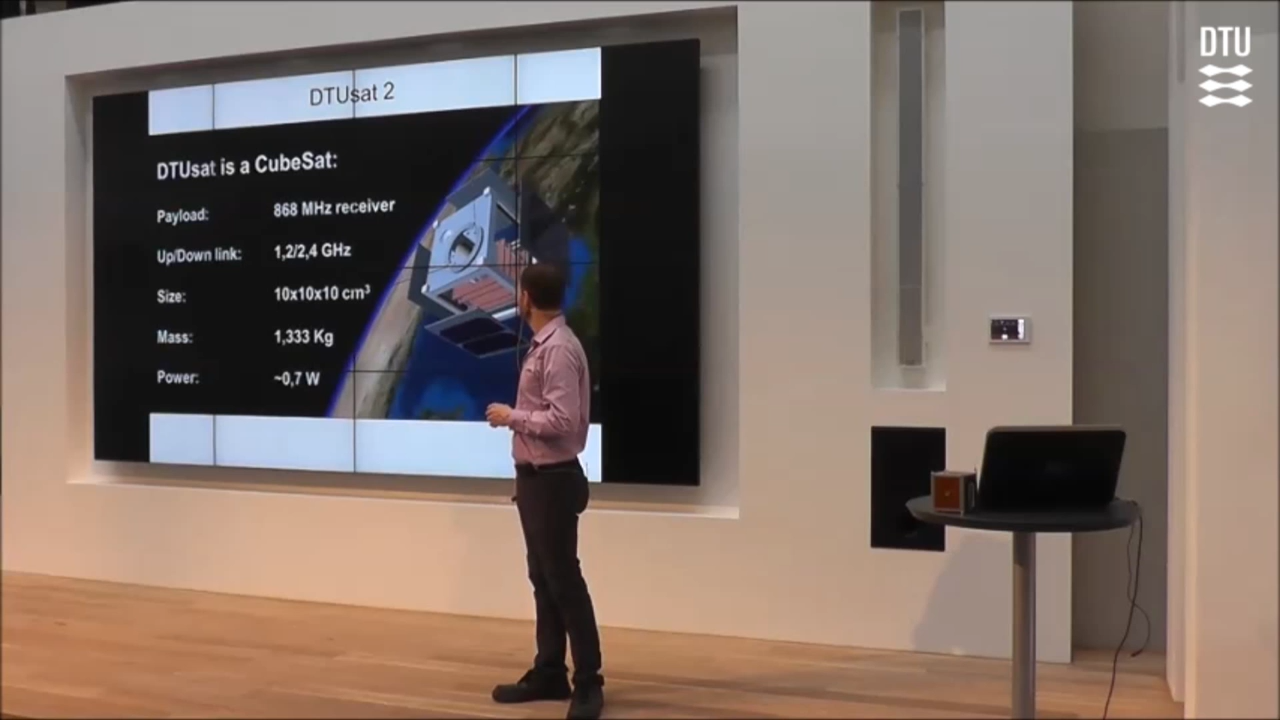 DTU
DTUsat 2
DTUsat is a CubeSat:
Payload: 868 MHz receiver
Up/Down link: 1,2/2,4 GHz
Size: 10x10x10 cm³
Mass: 1,333 Kg
Power: ~0,7 W